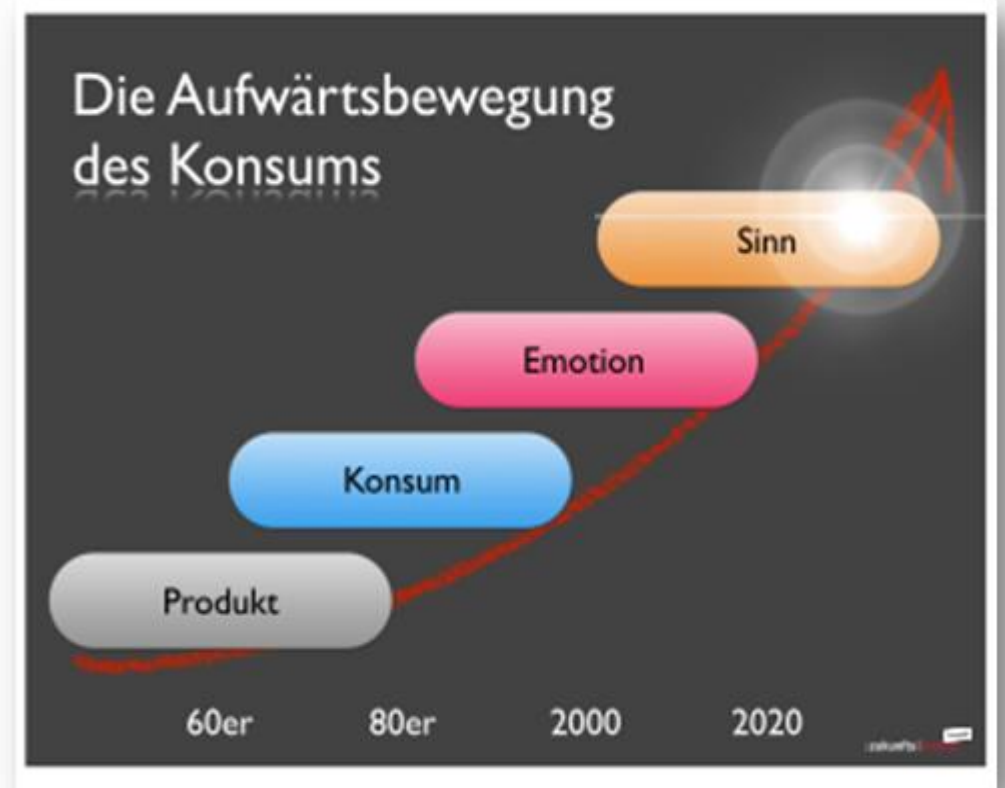 Die Aufwärtsbewegung
des Konsums
Sinn
Emotion
Konsum
Produkt
60er 80er 2000 2020